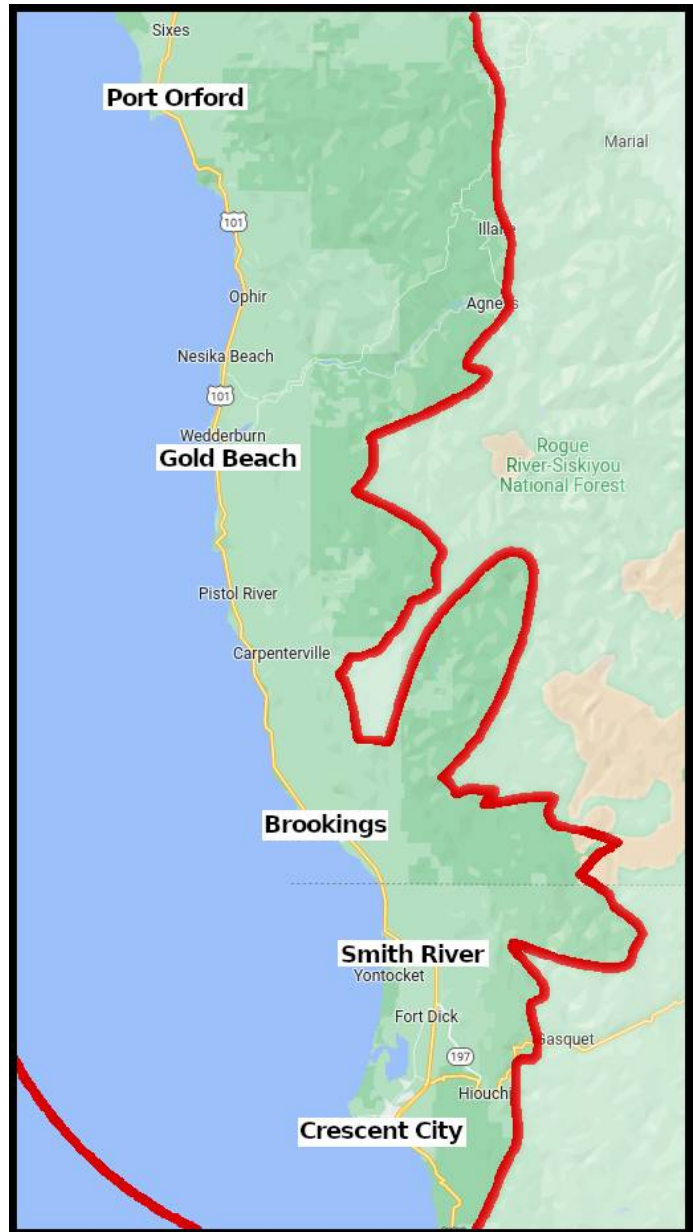 Sixes
Port Orford
Marial
101
Illahe
Ophir
Agness
Nesika Beach
101
Wedderburn
Gold Beach
Rogue
River-Siskiyou
National Forest
Pistol River
Carpenterville
Brookings
Smith River
Yontocket
Fort Dick
Gasquet
197
Hiouchi
Crescent City